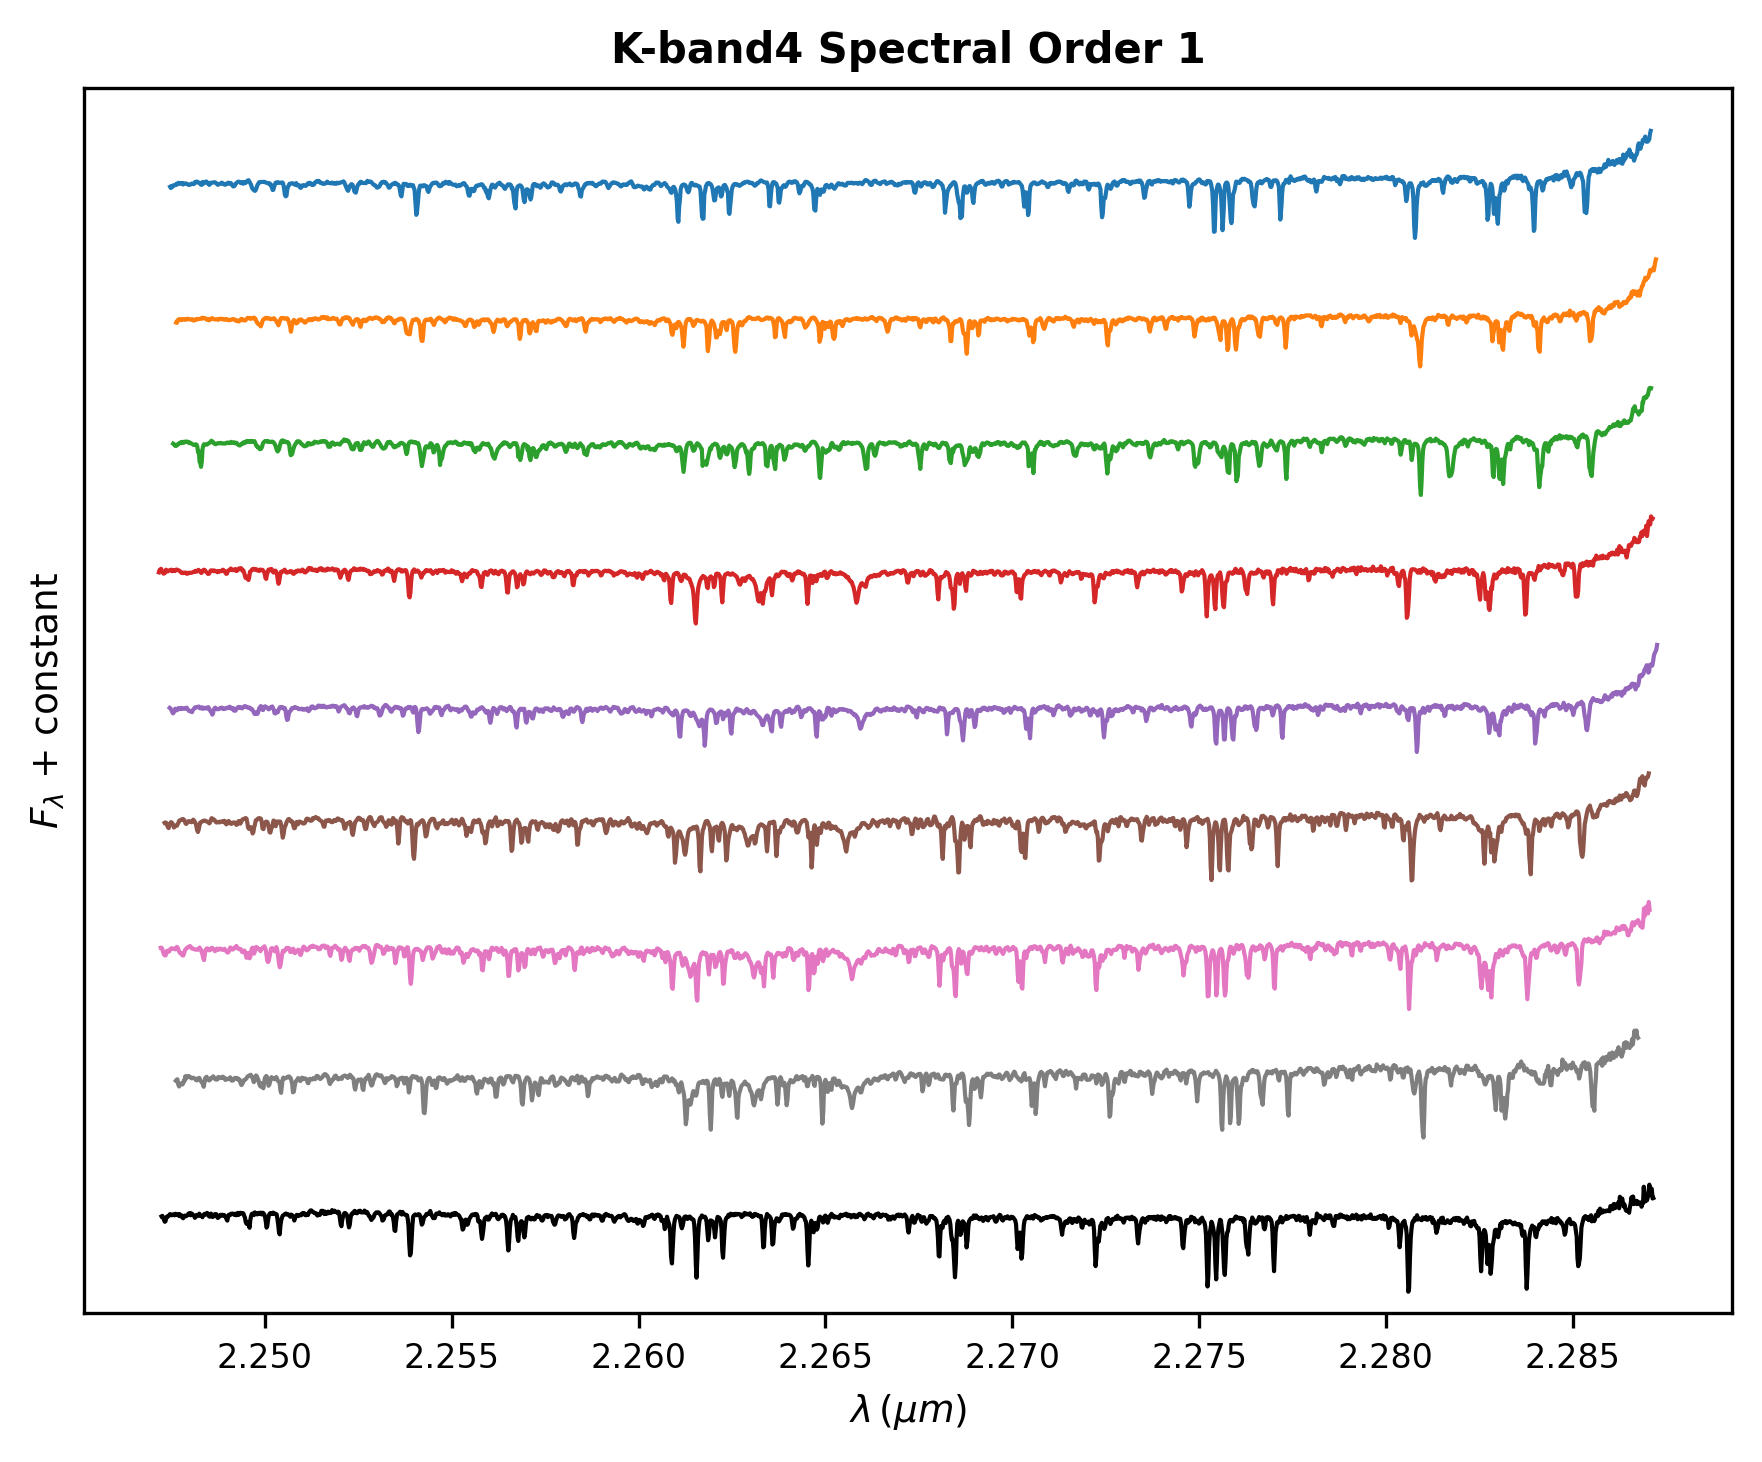 K-band4 Spectral Order 1
F_λ + constant
2.250 2.255 2.260 2.265 2.270 2.275 2.280 2.285
λ (μm)